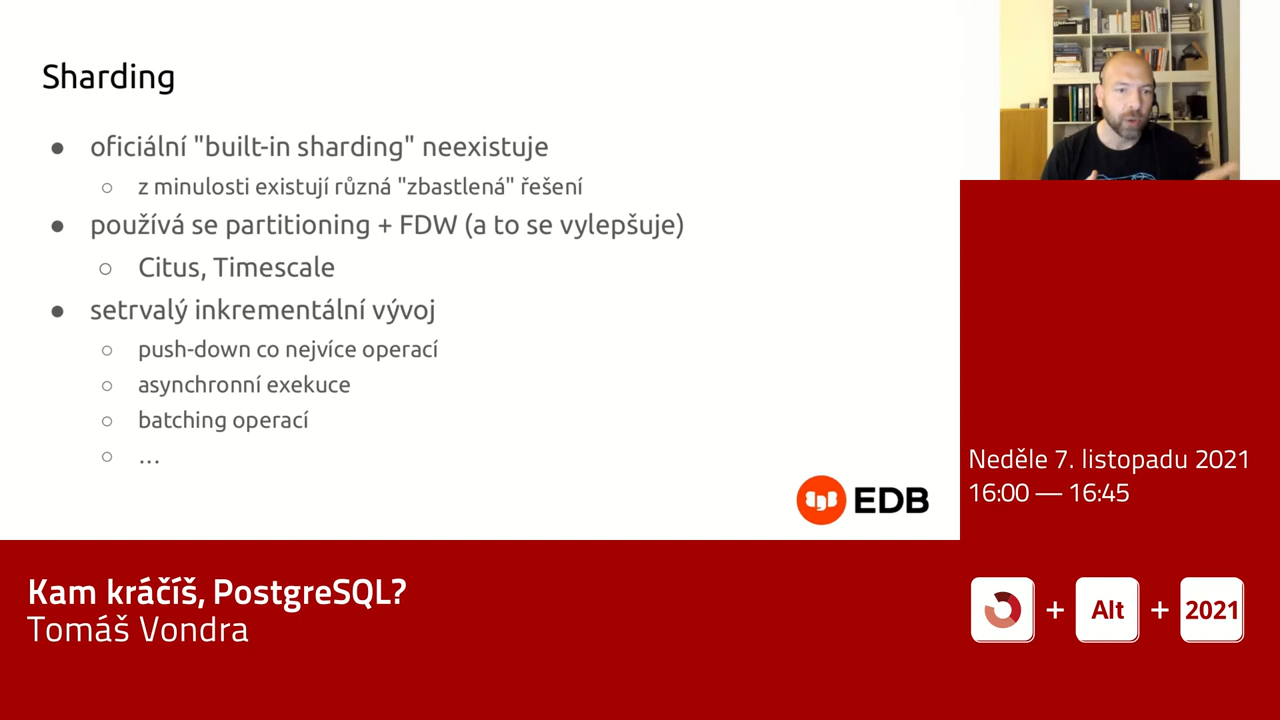 Sharding
● oficiální "built-in sharding" neexistuje
○ z minulosti existují různá "zbastlená" řešení
● používá se partitioning + FDW (a to se vylepšuje)
○ Citus, Timescale
● setrvalý inkrementální vývoj
○ push-down co nejvíce operací
○ asynchronní exekuce
○ batching operací
○ …
EDB
Neděle 7. listopadu 2021
16:00 — 16:45
Kam kráčíš, PostgreSQL?
Tomáš Vondra
+ Alt + 2021